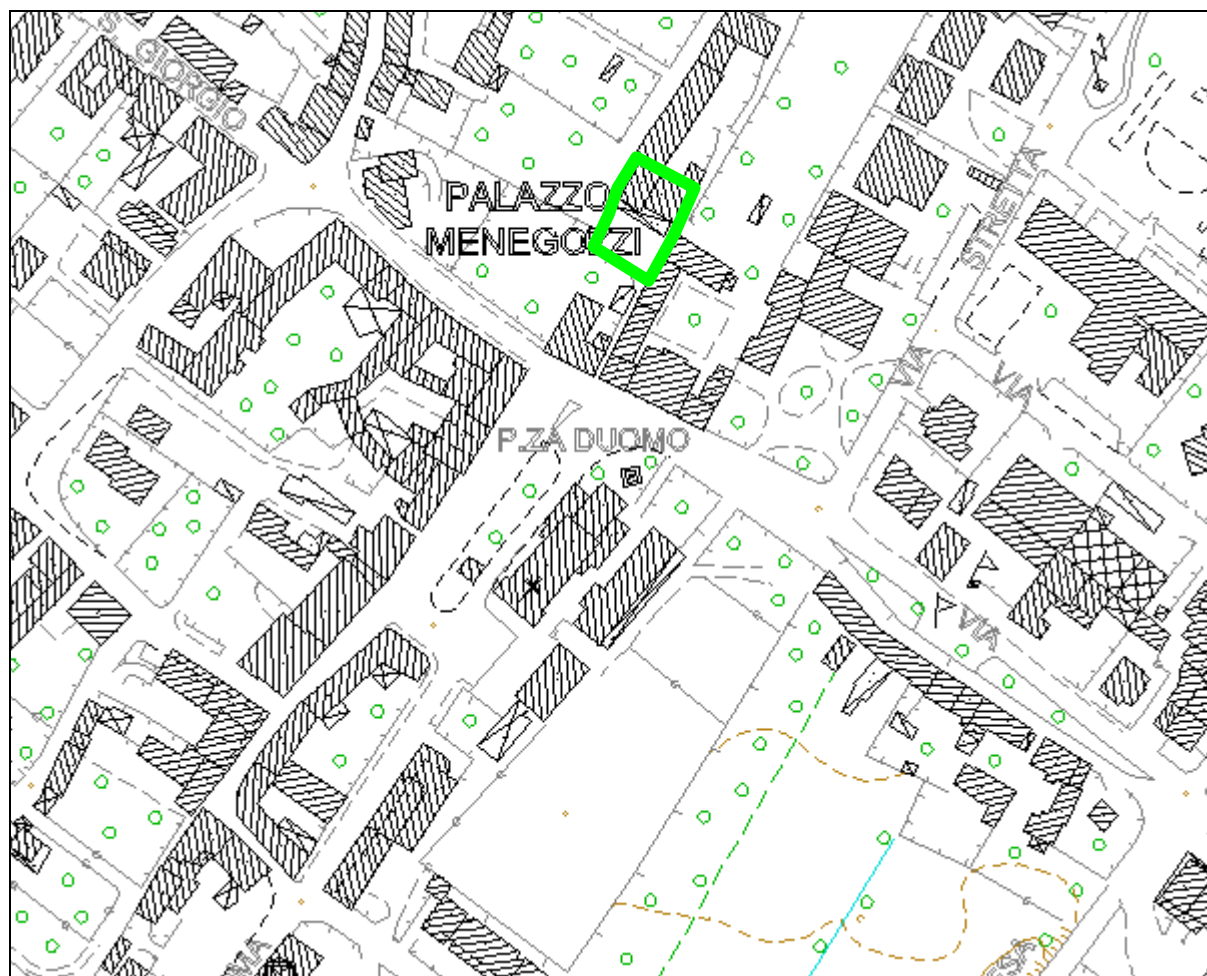 S. GIORGIO
PALAZZO
MENEGOZZI
STRETTA
VIA
VIA
P.ZA DUOMO
VIA